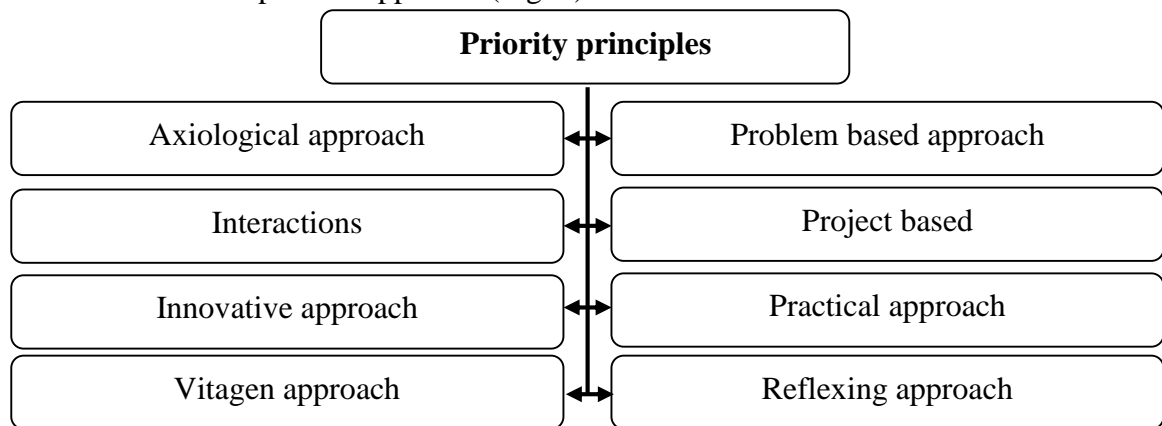 Priority principles
Axiological approach
Problem based approach
Interactions
Project based
Innovative approach
Practical approach
Vitagen approach
Reflexing approach